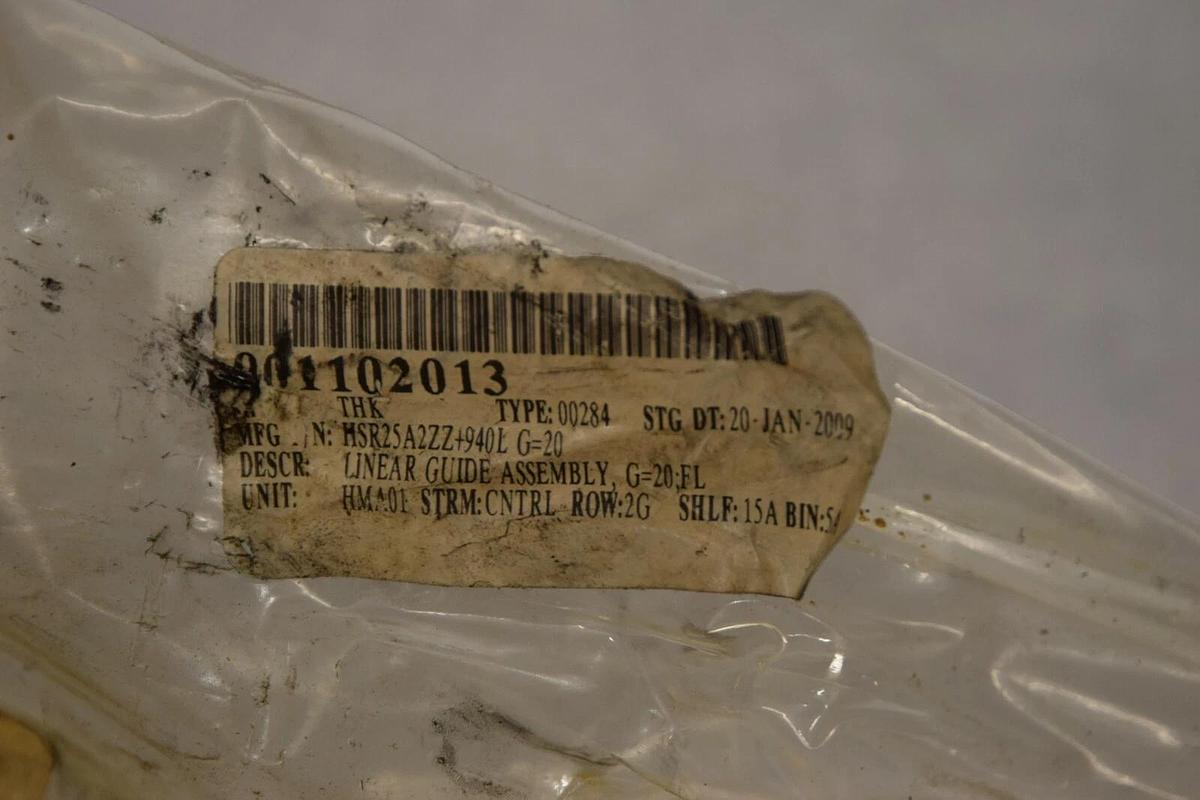 001102013
THK TYPE: 00284 STG DT: 20-JAN-2009
MFG /N: HSR25A2ZZ+940L G=20
DESCR: LINEAR GUIDE ASSEMBLY, G=20;FL
UNIT: HMA01 STRM:CNTRL ROW:2G SHLF: 15A BIN: